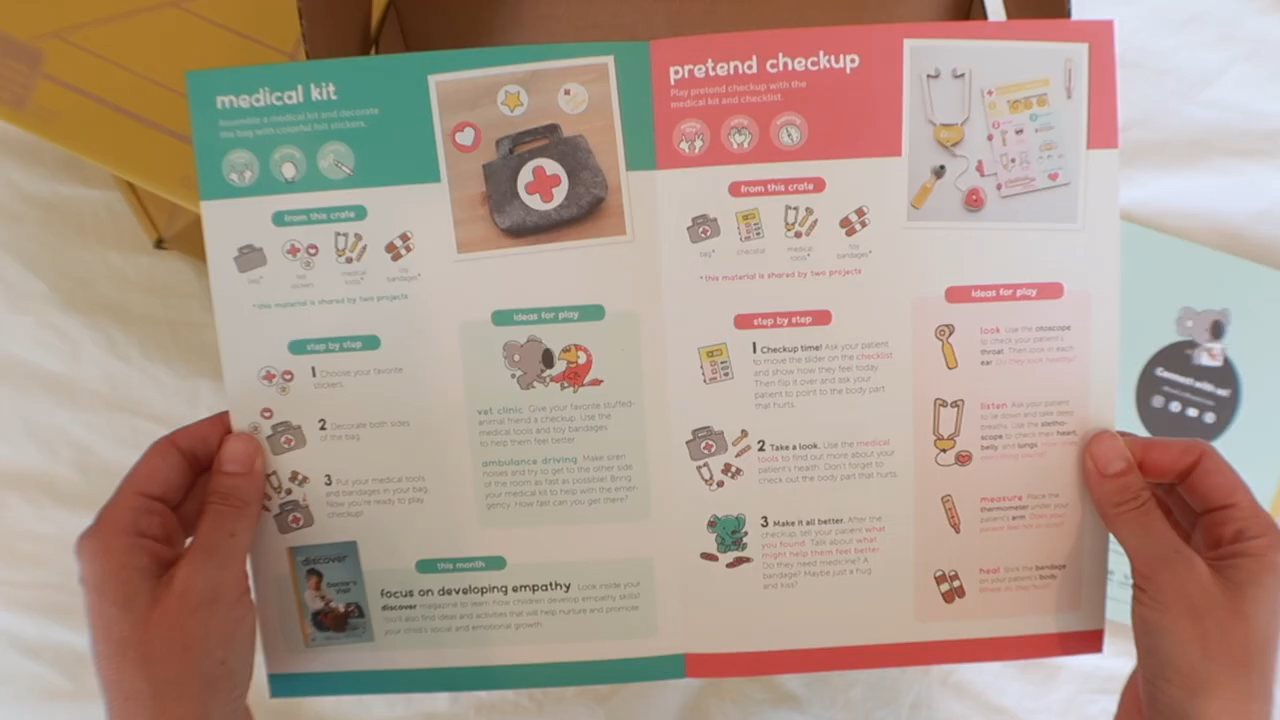 medical kit
Assemble a medical kit and decorate
the bag with colorful felt stickers.
from this crate
bag*
felt
stickers
medical
tools*
toy
bandages*
*this material is shared by two projects
step by step
1 Choose your favorite
stickers.
2 Decorate both sides
of the bag.
3 Put your medical tools
and bandages in your bag.
Now you're ready to play
checkup!
ideas for play
vet clinic Give your favorite stuffed-
animal friend a checkup. Use the
medical tools and toy bandages
to help them feel better.
ambulance driving Make siren
noises and try to get to the other side
of the room as fast as possible! Bring
your medical kit to help with the emer-
gency. How fast can you get there?
discover
Doctor's
Visit
this month
focus on developing empathy Look inside your
discover magazine to learn how children develop empathy skills!
You'll also find ideas and activities that will help nurture and promote
your child's social and emotional growth.
pretend checkup
Play pretend checkup with the
medical kit and checklist.
from this crate
bag*
checklist
medical
tools*
toy
bandages*
*this material is shared by two projects
step by step
1 Checkup time! Ask your patient
to move the slider on the checklist
and show how they feel today.
Then flip it over and ask your
patient to point to the body part
that hurts.
2 Take a look. Use the medical
tools to find out more about your
patient's health. Don't forget to
check out the body part that hurts.
3 Make it all better. After the
checkup, tell your patient what
you found. Talk about what
might help them feel better.
Do they need medicine? A
bandage? Maybe just a hug
and kiss?
ideas for play
look Use the otoscope
to check your patient's
throat. Then look in each
ear. Do they look healthy?
listen Ask your patient
to lie down and take deep
breaths. Use the stetho-
scope to check their heart,
belly and lungs.
measure Place the
thermometer under your
patient's arm. Does your
patient feel hot or cold?
heal Stick the bandage
on your patient's body.
Where do they hurt?
Connect with us!